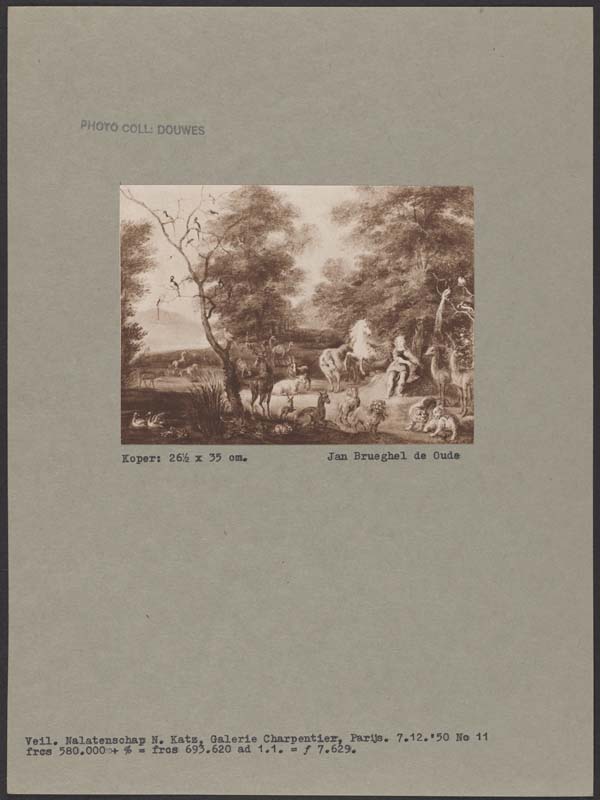 PHOTO COLL: DOUWES
Koper: 26½ x 35 cm.
Jan Brueghel de Oude
Veil. Nalatenschap N. Katz, Galerie Charpentier, Parijs. 7.12.'50 No 11
frcs 580.000 + % = frcs 693.620 ad 1.1. = ƒ 7.629.